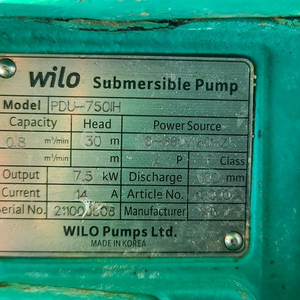 wilo Submersible Pump
Model PDU-750IH
Capacity Head Power Source
0.8 m³/min 30 m
m³/min m P Class
Output 7.5 kW Discharge mm
Current 14 A Article No.
Serial No. Manufacturer
WILO Pumps Ltd.
MADE IN KOREA